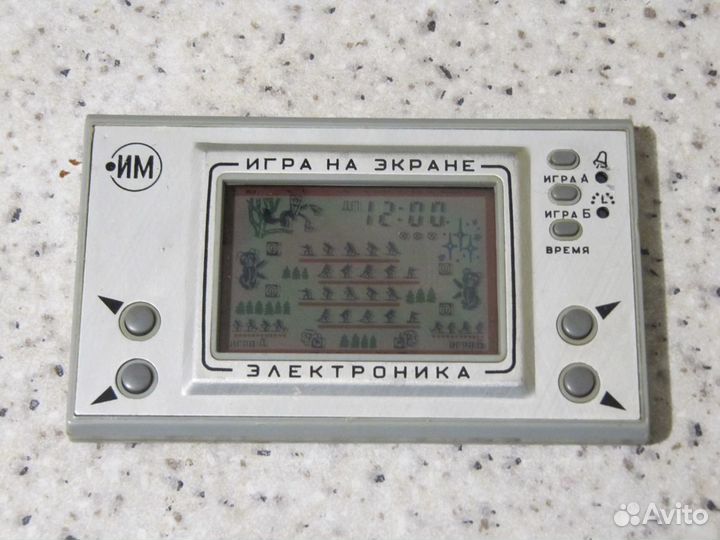 •ИМ
ИГРА НА ЭКРАНЕ
12:00
ИГРА А
ИГРА Б
ВРЕМЯ
ЭЛЕКТРОНИКА
Avito